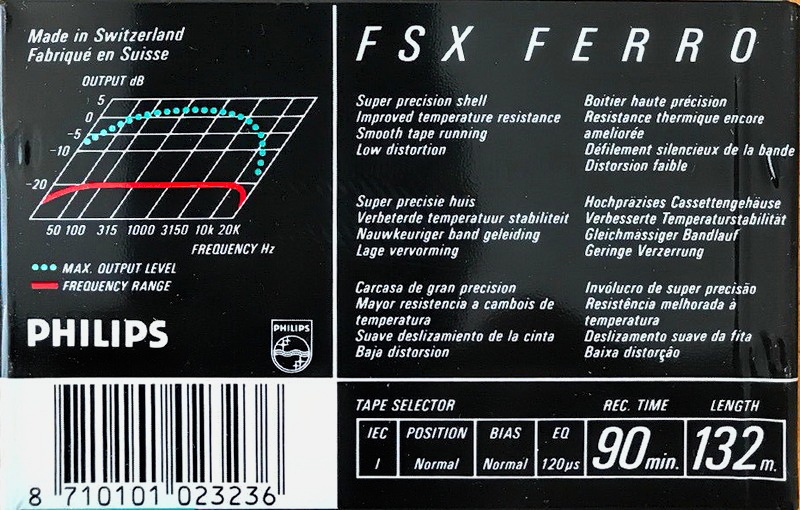 Made in Switzerland
Fabriqué en Suisse
OUTPUT dB
5
0
-5
-10
-20
50 100 315 1000 3150 10k 20K
FREQUENCY Hz
MAX. OUTPUT LEVEL
FREQUENCY RANGE
PHILIPS
PHILIPS
8 710101 023236
FSX FERRO
Super precision shell
Improved temperature resistance
Smooth tape running
Low distortion
Boitier haute précision
Resistance thermique encore
ameliorée
Défilement silencieux de la bande
Distorsion faible
Super precisie huis
Verbeterde temperatuur stabiliteit
Nauwkeuriger band geleiding
Lage vervorming
Hochpräzises Cassettengehäuse
Verbesserte Temperaturstabilität
Gleichmässiger Bandlauf
Geringe Verzerrung
Carcasa de gran precision
Mayor resistencia a cambois de
temperatura
Suave deslizamiento de la cinta
Baja distorsion
Invólucro de super precisão
Resistência melhorada à
temperatura
Deslizamento suave da fita
Baixa distorção
TAPE SELECTOR REC. TIME LENGTH
IEC POSITION BIAS EQ
I Normal Normal 120µs
90 min. 132 m.